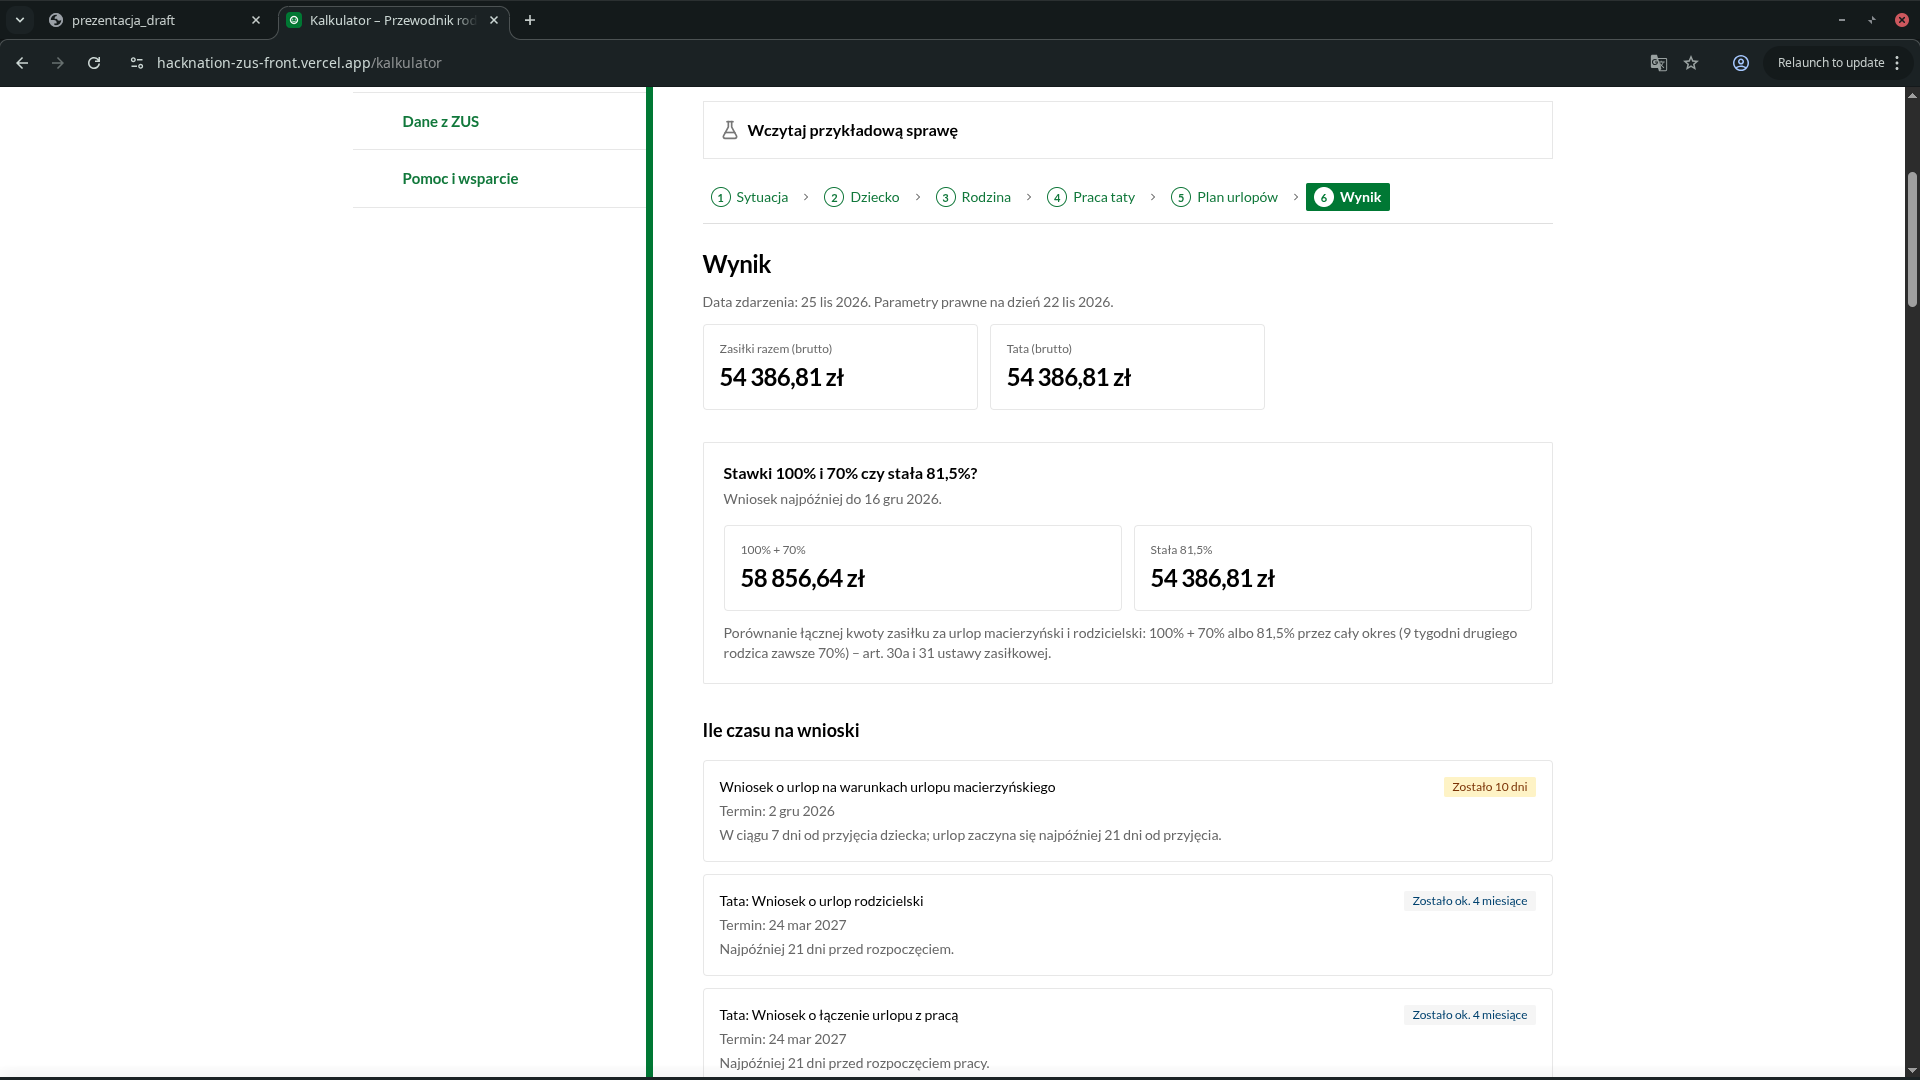 prezentacja_draft
Kalkulator – Przewodnik rod
hacknation-zus-front.vercel.app/kalkulator
Relaunch to update
Dane z ZUS
Pomoc i wsparcie
Wczytaj przykładową sprawę
1 Sytuacja
2 Dziecko
3 Rodzina
4 Praca taty
5 Plan urlopów
6 Wynik
Wynik
Data zdarzenia: 25 lis 2026. Parametry prawne na dzień 22 lis 2026.
Zasiłki razem (brutto)
54 386,81 zł
Tata (brutto)
54 386,81 zł
Stawki 100% i 70% czy stała 81,5%?
Wniosek najpóźniej do 16 gru 2026.
100% + 70%
58 856,64 zł
Stała 81,5%
54 386,81 zł
Porównanie łącznej kwoty zasiłku za urlop macierzyński i rodzicielski: 100% + 70% albo 81,5% przez cały okres (9 tygodni drugiego
rodzica zawsze 70%) – art. 30a i 31 ustawy zasiłkowej.
Ile czasu na wnioski
Wniosek o urlop na warunkach urlopu macierzyńskiego
Zostało 10 dni
Termin: 2 gru 2026
W ciągu 7 dni od przyjęcia dziecka; urlop zaczyna się najpóźniej 21 dni od przyjęcia.
Tata: Wniosek o urlop rodzicielski
Zostało ok. 4 miesiące
Termin: 24 mar 2027
Najpóźniej 21 dni przed rozpoczęciem.
Tata: Wniosek o łączenie urlopu z pracą
Zostało ok. 4 miesiące
Termin: 24 mar 2027
Najpóźniej 21 dni przed rozpoczęciem pracy.